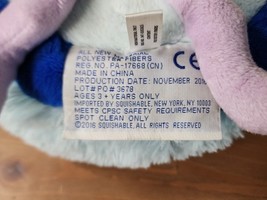 ALL NEW
POLYESTER FIBERS
REG. NO. PA-17668 (CN)
MADE IN CHINA
CE
PRODUCTION DATE: NOVEMBER
LOT# PO# 3678
AGES 3+ YEARS ONLY
IMPORTED BY SQUISHABLE, NEW YORK, NY 10003
MEETS CPSC SAFETY REQUIREMENTS
SPOT CLEAN ONLY
©2016 SQUISHABLE, ALL RIGHTS RESERVED.